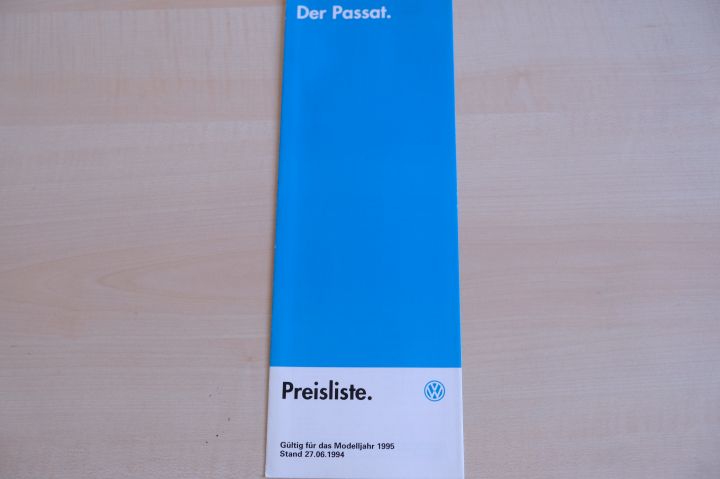 Der Passat.
Preisliste.
Gültig für das Modelljahr 1995
Stand 27.06.1994